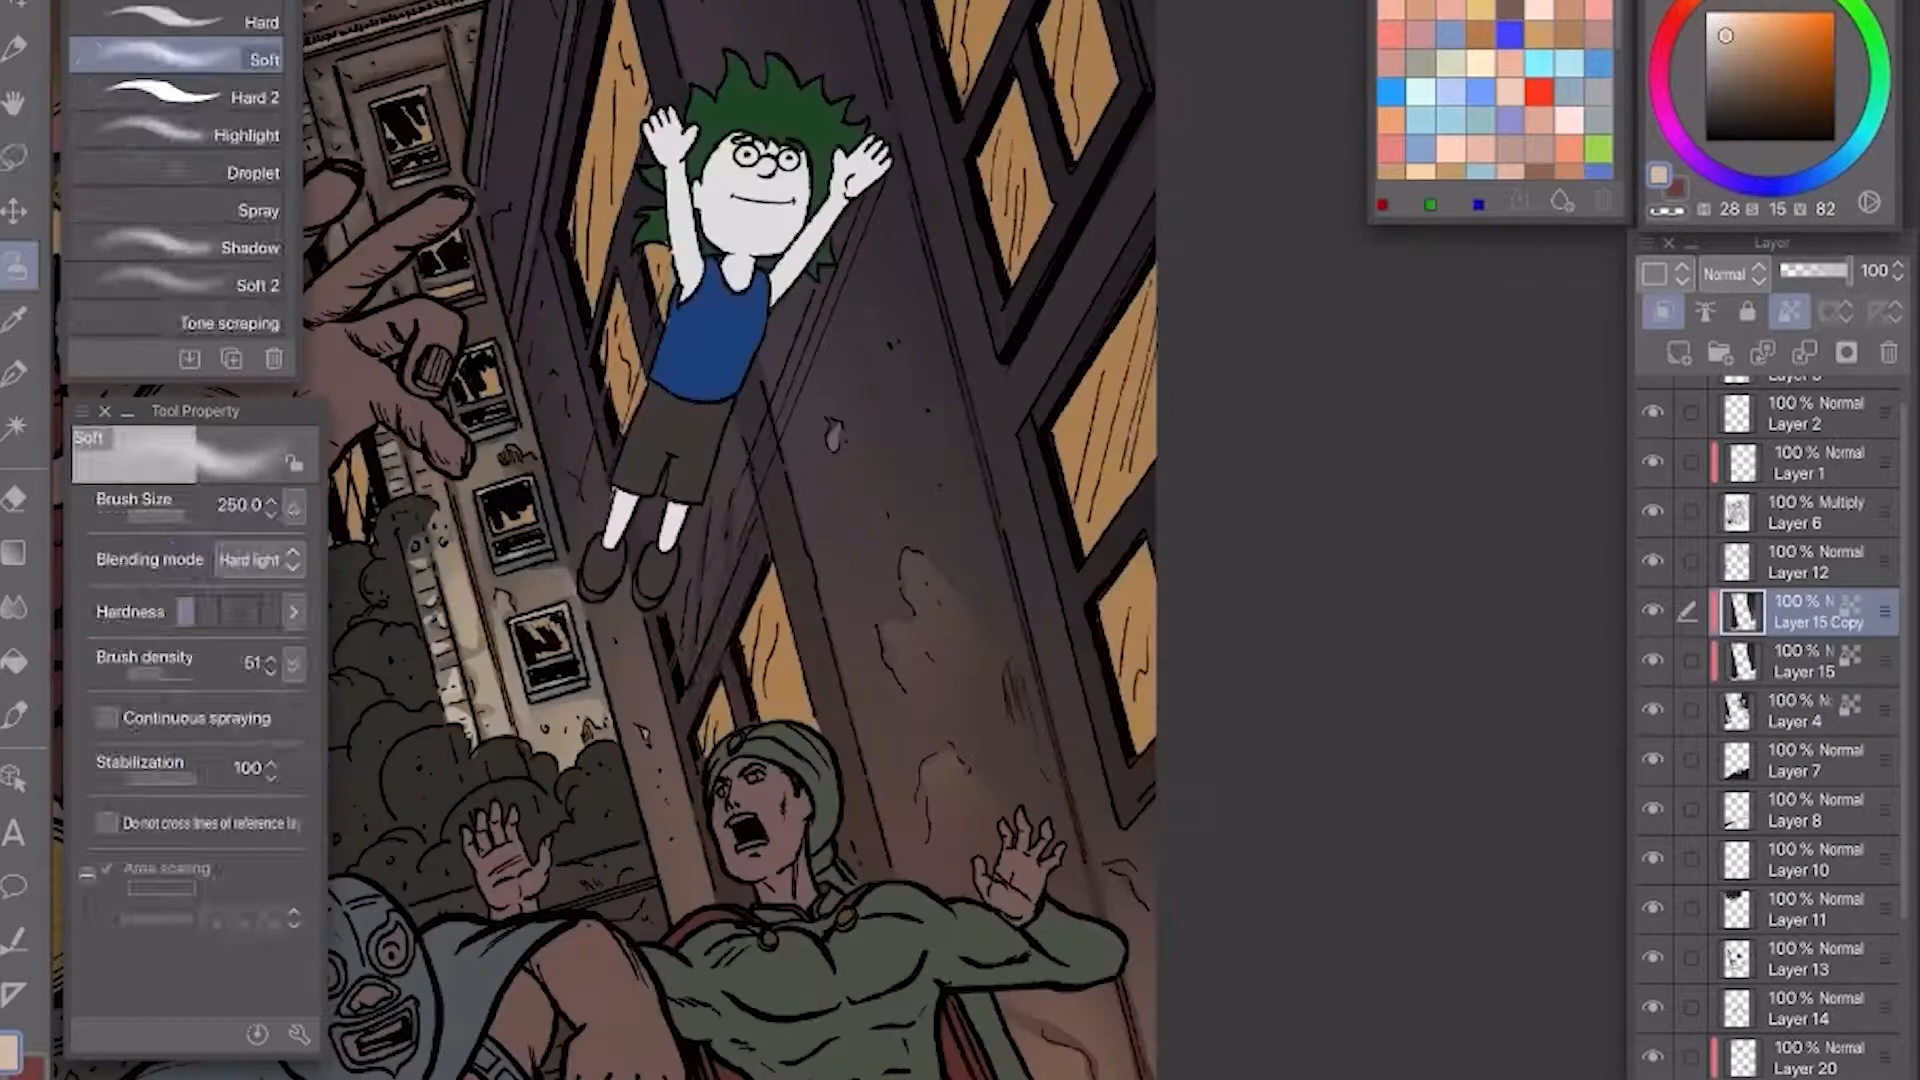 Hard
Soft
Hard 2
Highlight
Droplet
Spray
Shadow
Soft 2
Tone scraping
Tool Property
Soft
Brush Size 250.0
Blending mode Hard light
Hardness
Brush density 51
Continuous spraying
Stabilization 100
Do not cross lines of reference la
Area scaling
H 28 S 15 V 82
Layer
Normal 100
100 % Normal
Layer 2
100 % Normal
Layer 1
100 % Multiply
Layer 6
100 % Normal
Layer 12
100 % N
Layer 15 Copy
100 % N
Layer 15
100 % N
Layer 4
100 % Normal
Layer 7
100 % Normal
Layer 8
100 % Normal
Layer 10
100 % Normal
Layer 11
100 % Normal
Layer 13
100 % Normal
Layer 14
100 % Normal
Layer 20